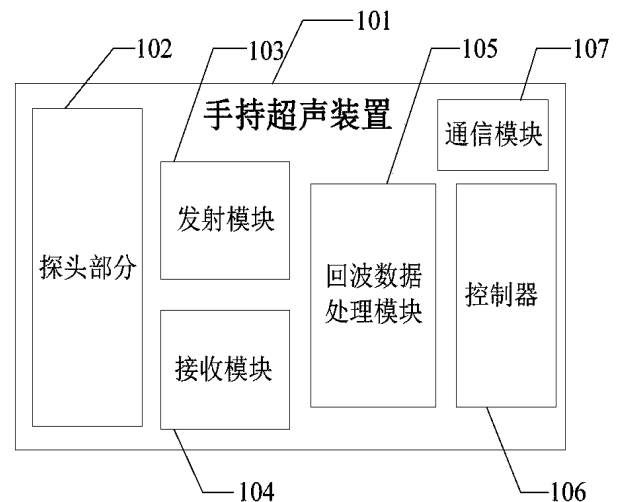 101
102
103
105
107
手持超声装置
通信模块
发射模块
探头部分
回波数据
处理模块
控制器
接收模块
104
106